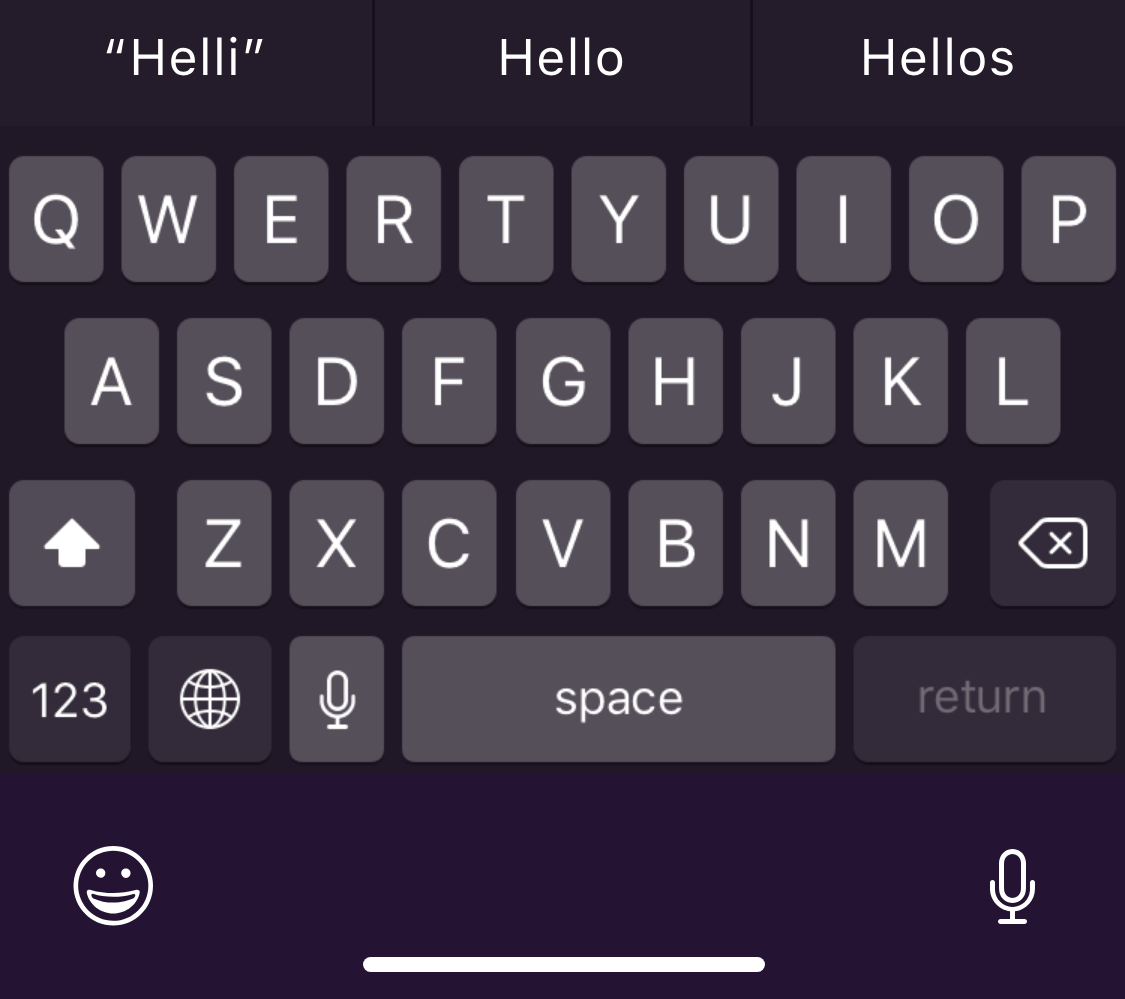 “Helli” Hello Hellos
Q W E R T Y U I O P
A S D F G H J K L
Z X C V B N M
123 space return